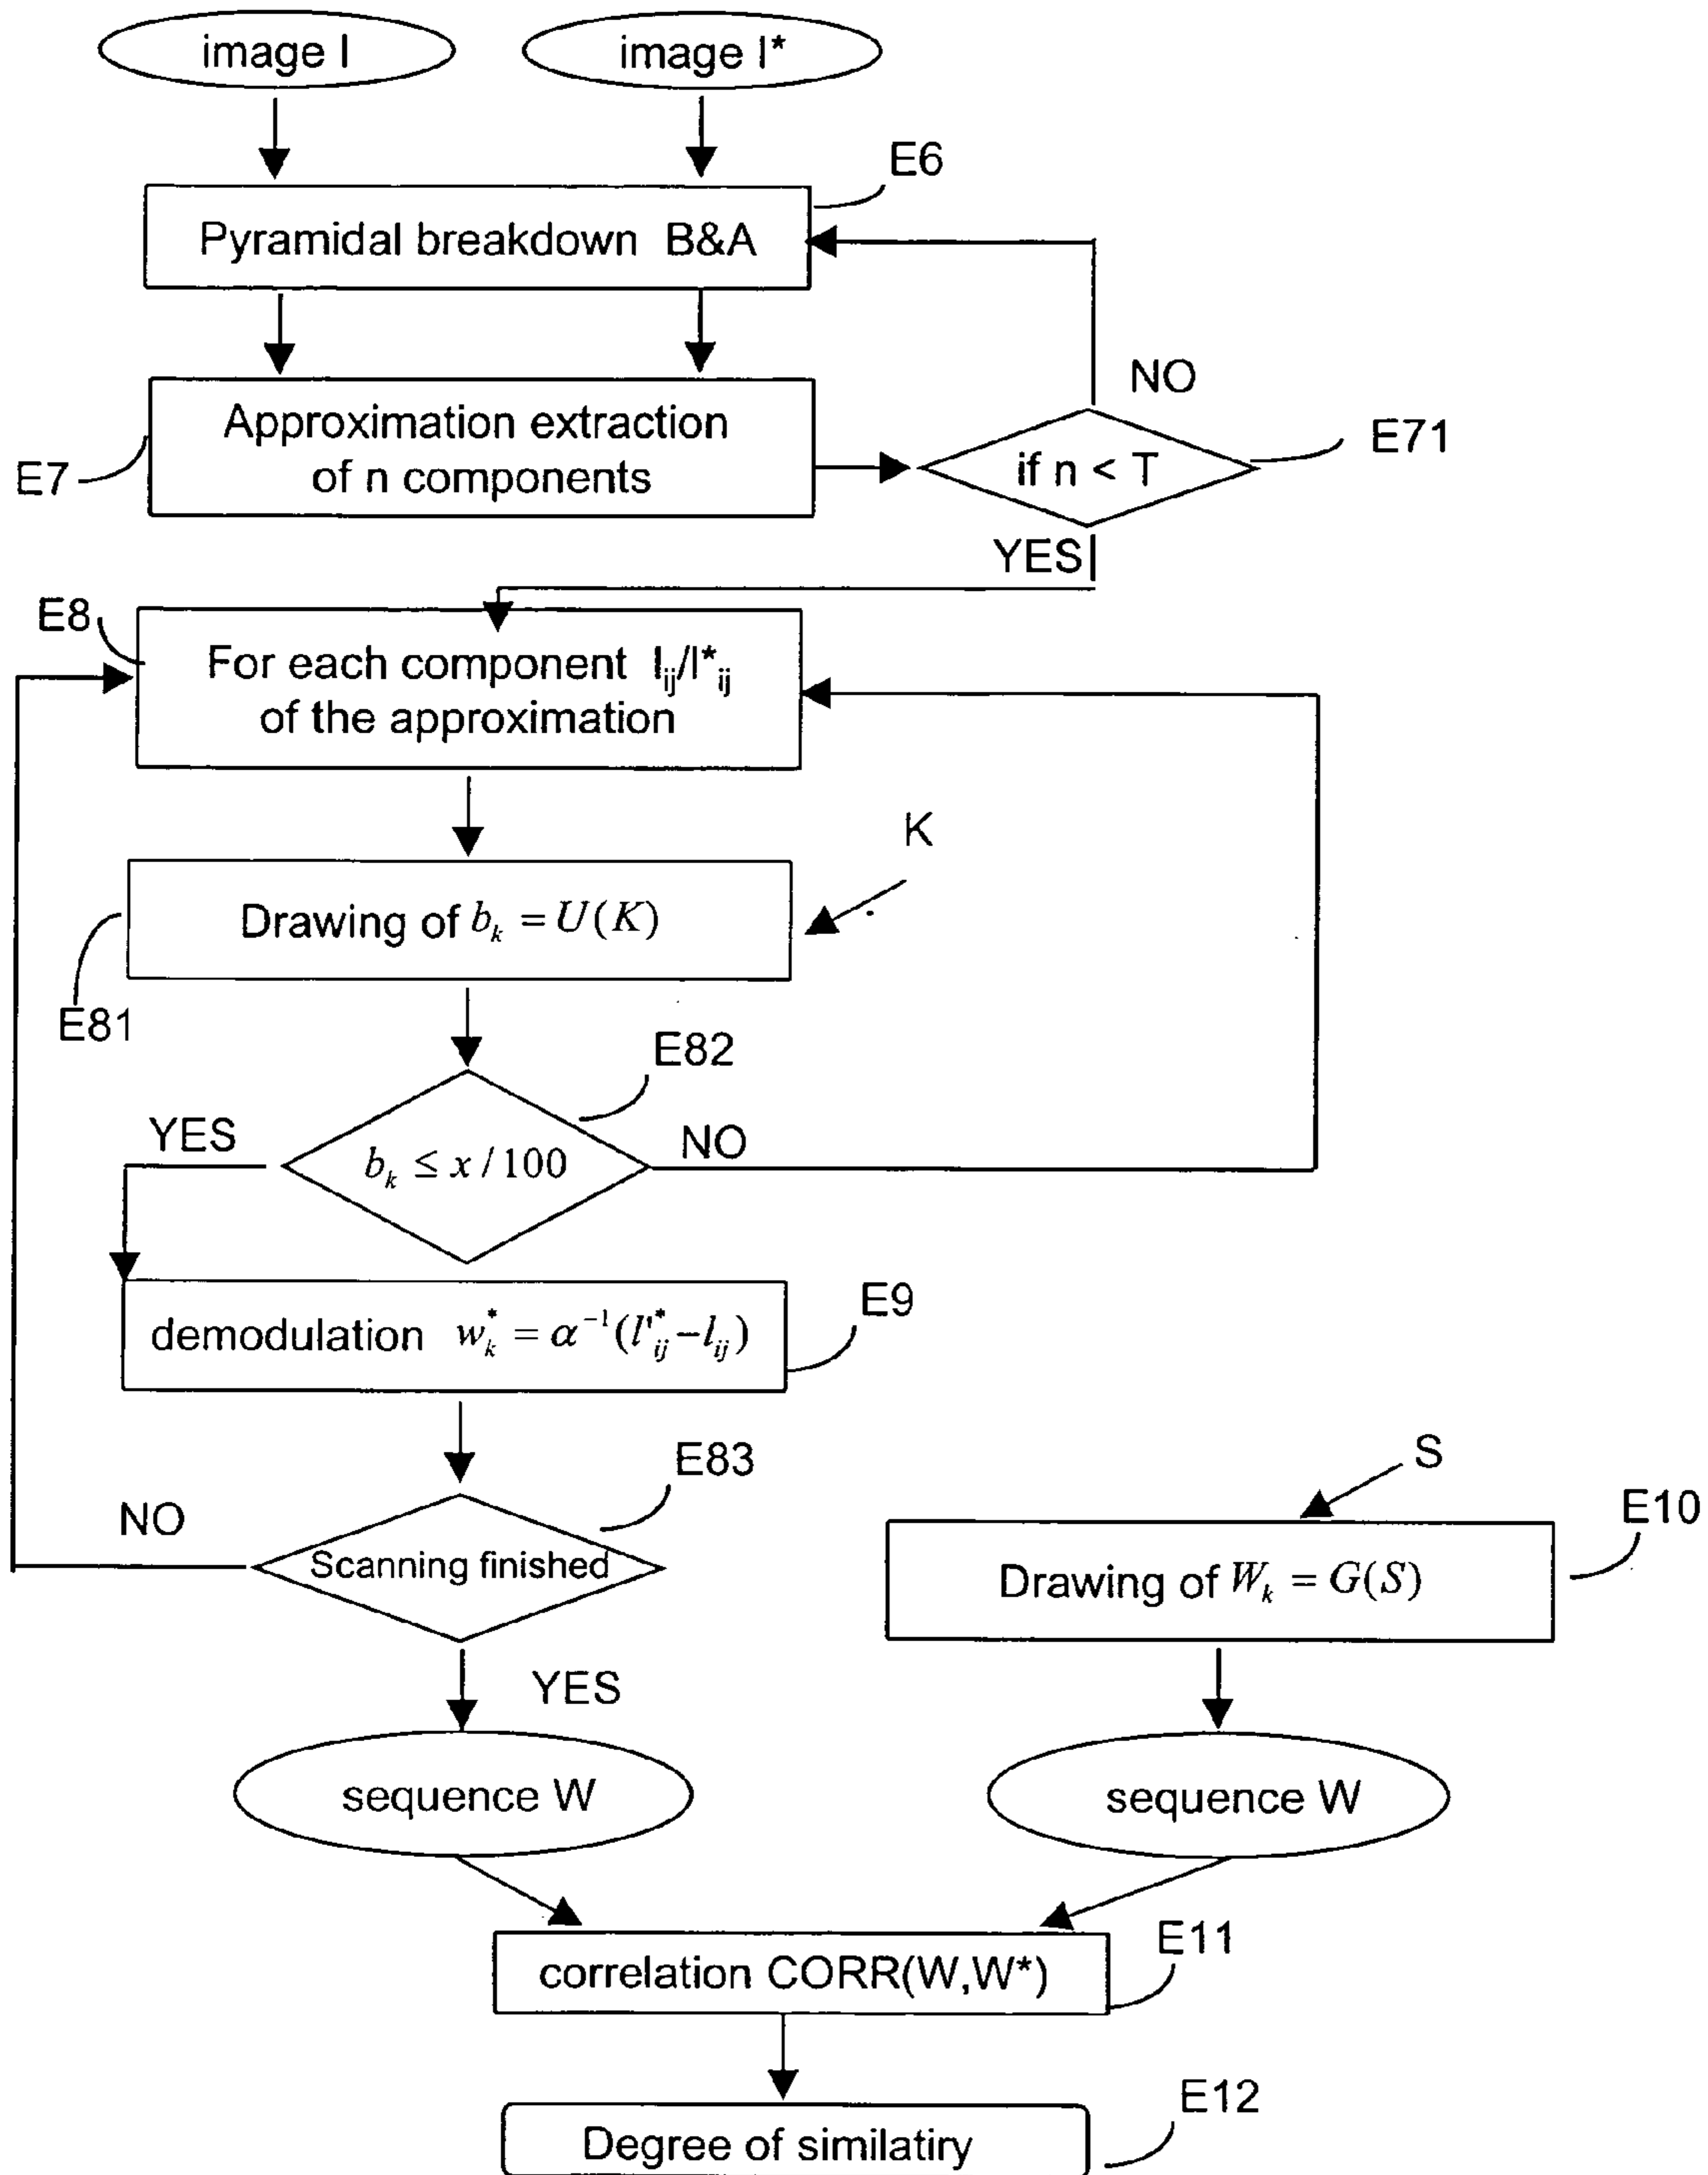 image I
image I*
E6
Pyramidal breakdown B&A
NO
Approximation extraction
of n components
E7
if n < T
E71
YES
E8
For each component I_ij/I*_ij
of the approximation
K
Drawing of b_k = U(K)
E81
E82
YES
b_k ≤ x / 100
NO
demodulation w*_k = α^-1(l'*_ij - l_ij)
E9
E83
NO
Scanning finished
S
E10
Drawing of W_k = G(S)
YES
sequence W
sequence W
E11
correlation CORR(W,W*)
E12
Degree of similatiry